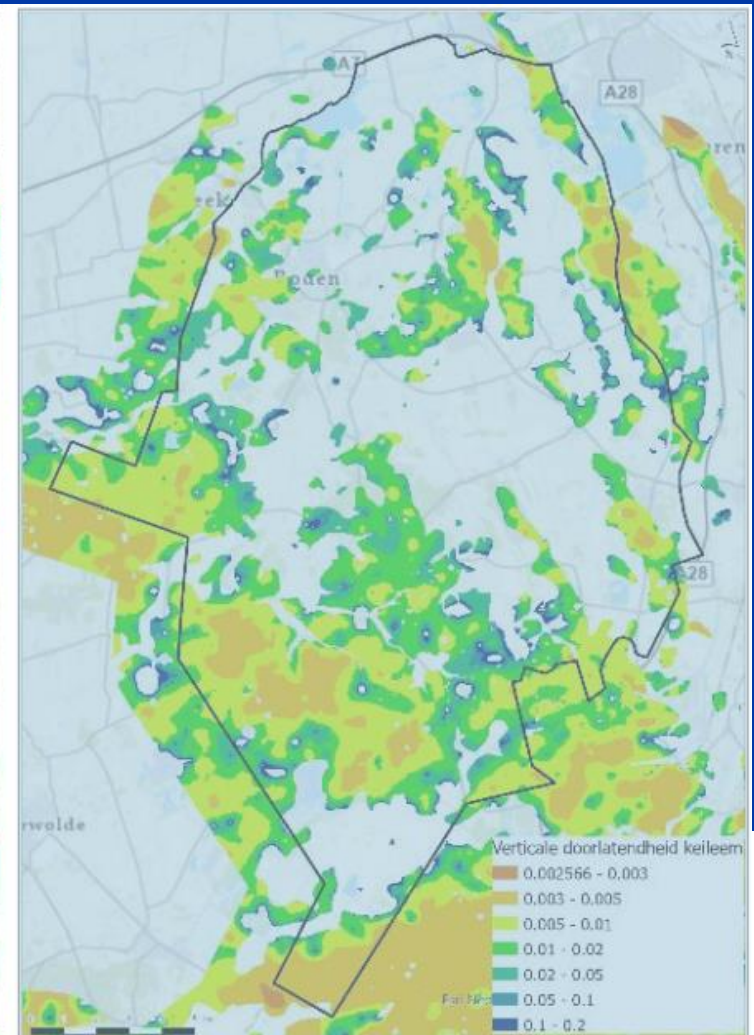 A7
A28
Roden
A28
Verticale doorlatendheid keileem
0.002566 - 0.003
0.003 - 0.005
0.005 - 0.01
0.01 - 0.02
0.02 - 0.05
0.05 - 0.1
0.1 - 0.2